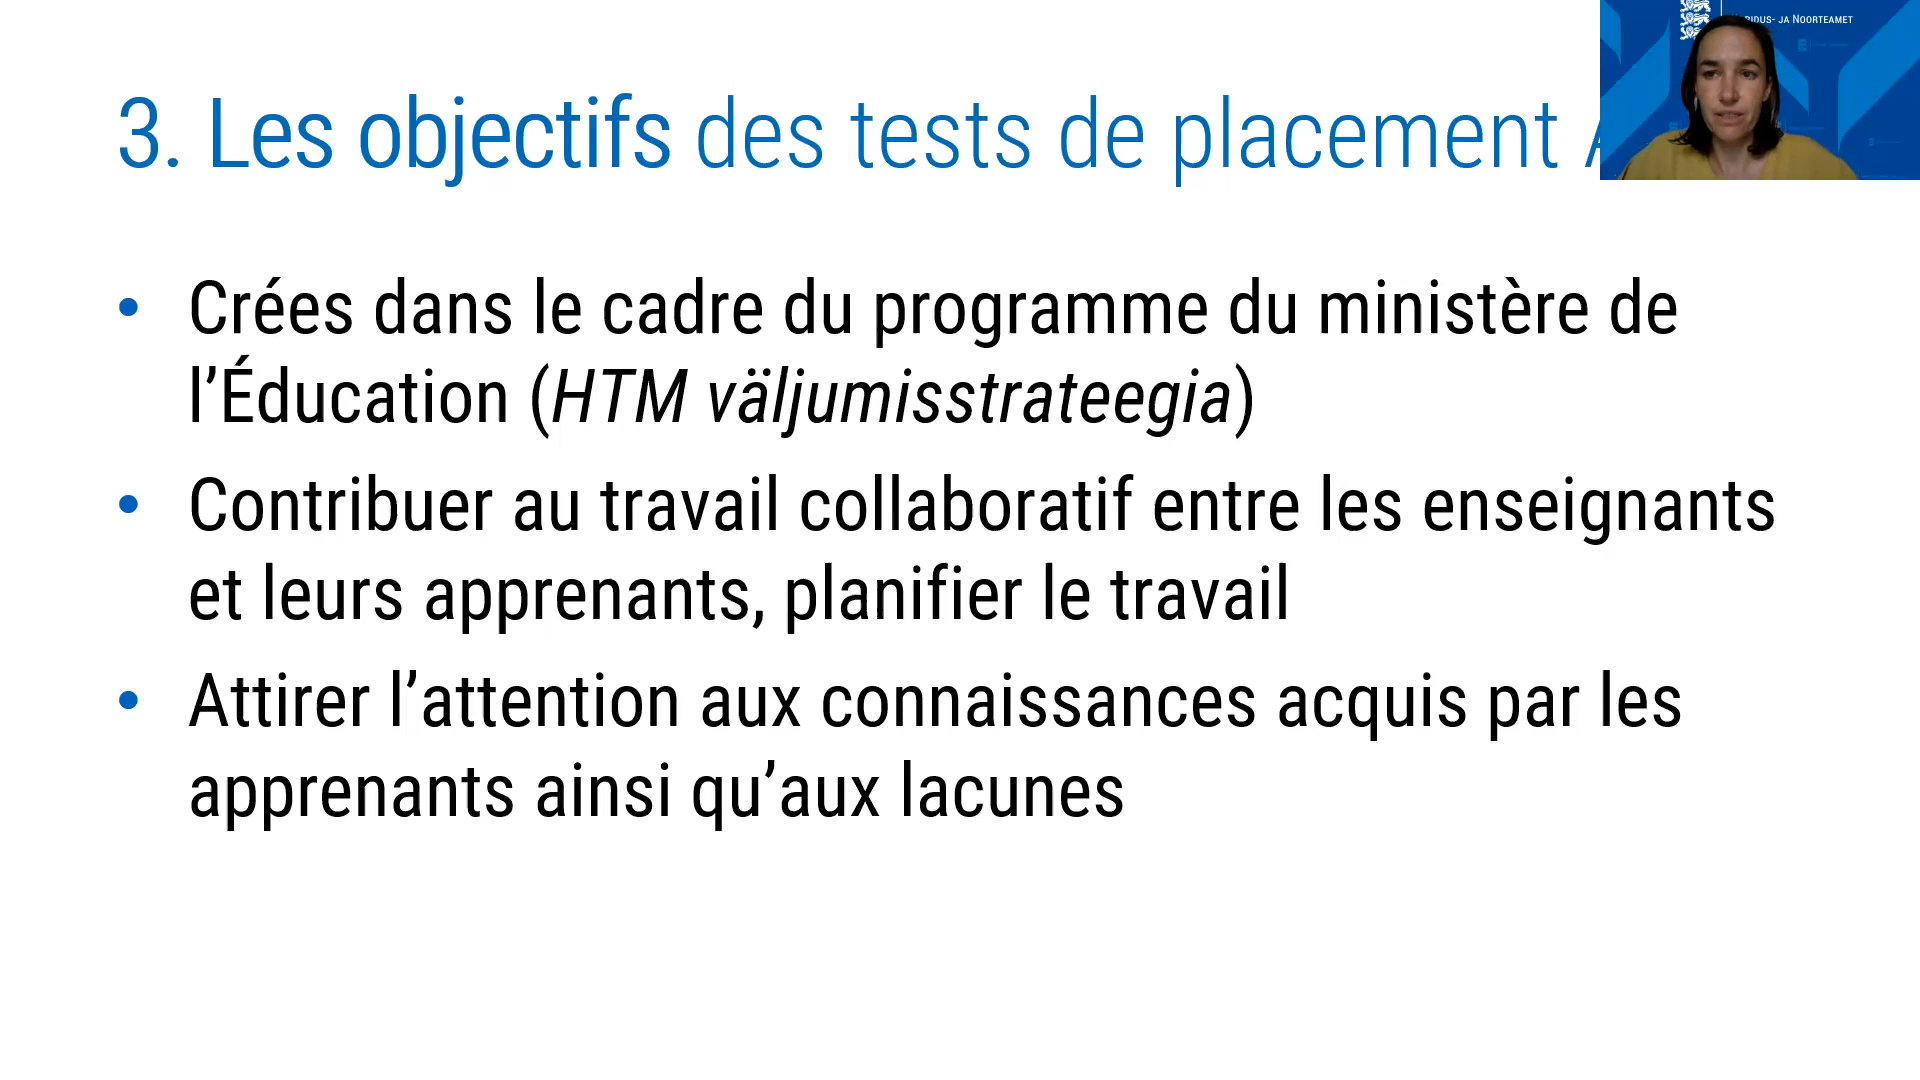 3. Les objectifs des tests de placement
JA NOORTEAMET
• Crées dans le cadre du programme du ministère de
l’Éducation (HTM väljumisstrateegia)
• Contribuer au travail collaboratif entre les enseignants
et leurs apprenants, planifier le travail
• Attirer l’attention aux connaissances acquis par les
apprenants ainsi qu’aux lacunes